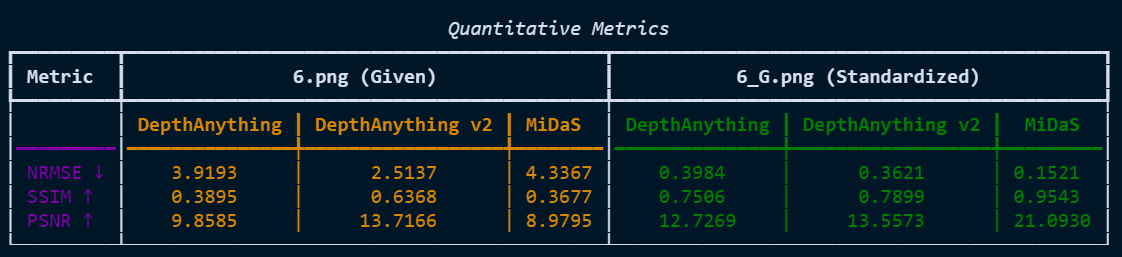 Quantitative Metrics
Metric 6.png (Given) 6_G.png (Standardized)
DepthAnything DepthAnything v2 MiDaS DepthAnything DepthAnything v2 MiDaS
NRMSE ↓ 3.9193 2.5137 4.3367 0.3984 0.3621 0.1521
SSIM ↑ 0.3895 0.6368 0.3677 0.7506 0.7899 0.9543
PSNR ↑ 9.8585 13.7166 8.9795 12.7269 13.5573 21.0930